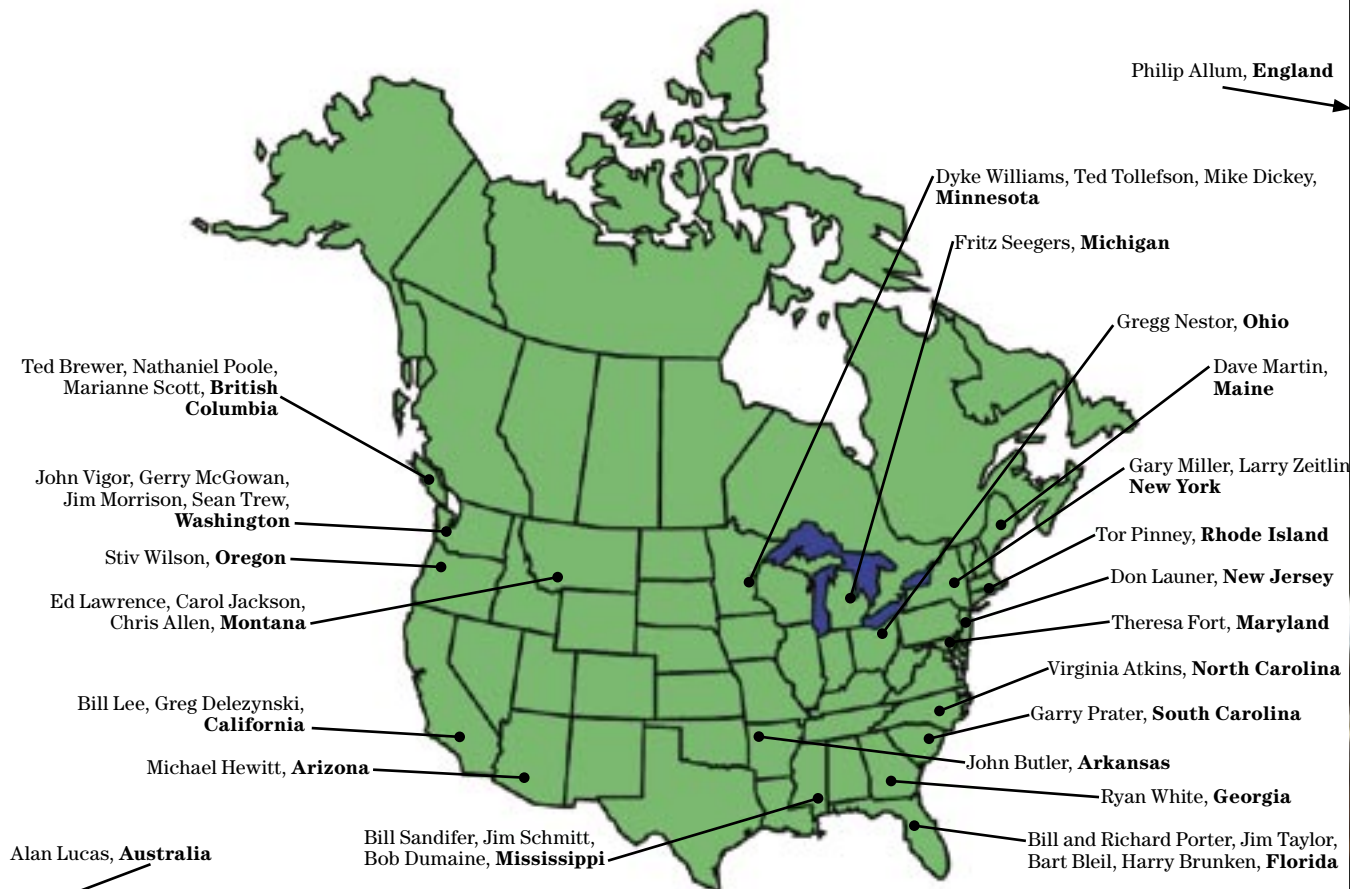 Philip Allum, England
Dyke Williams, Ted Tollefson, Mike Dickey,
Minnesota
Fritz Seegers, Michigan
Gregg Nestor, Ohio
Ted Brewer, Nathaniel Poole,
Marianne Scott, British
Columbia
Dave Martin,
Maine
John Vigor, Gerry McGowan,
Jim Morrison, Sean Trew,
Washington
Gary Miller, Larry Zeitlin
New York
Tor Pinney, Rhode Island
Stiv Wilson, Oregon
Don Launer, New Jersey
Ed Lawrence, Carol Jackson,
Chris Allen, Montana
Theresa Fort, Maryland
Virginia Atkins, North Carolina
Bill Lee, Greg Delezynski,
California
Garry Prater, South Carolina
Michael Hewitt, Arizona
John Butler, Arkansas
Ryan White, Georgia
Bill Sandifer, Jim Schmitt,
Bob Dumaine, Mississippi
Bill and Richard Porter, Jim Taylor,
Bart Bleil, Harry Brunken, Florida
Alan Lucas, Australia